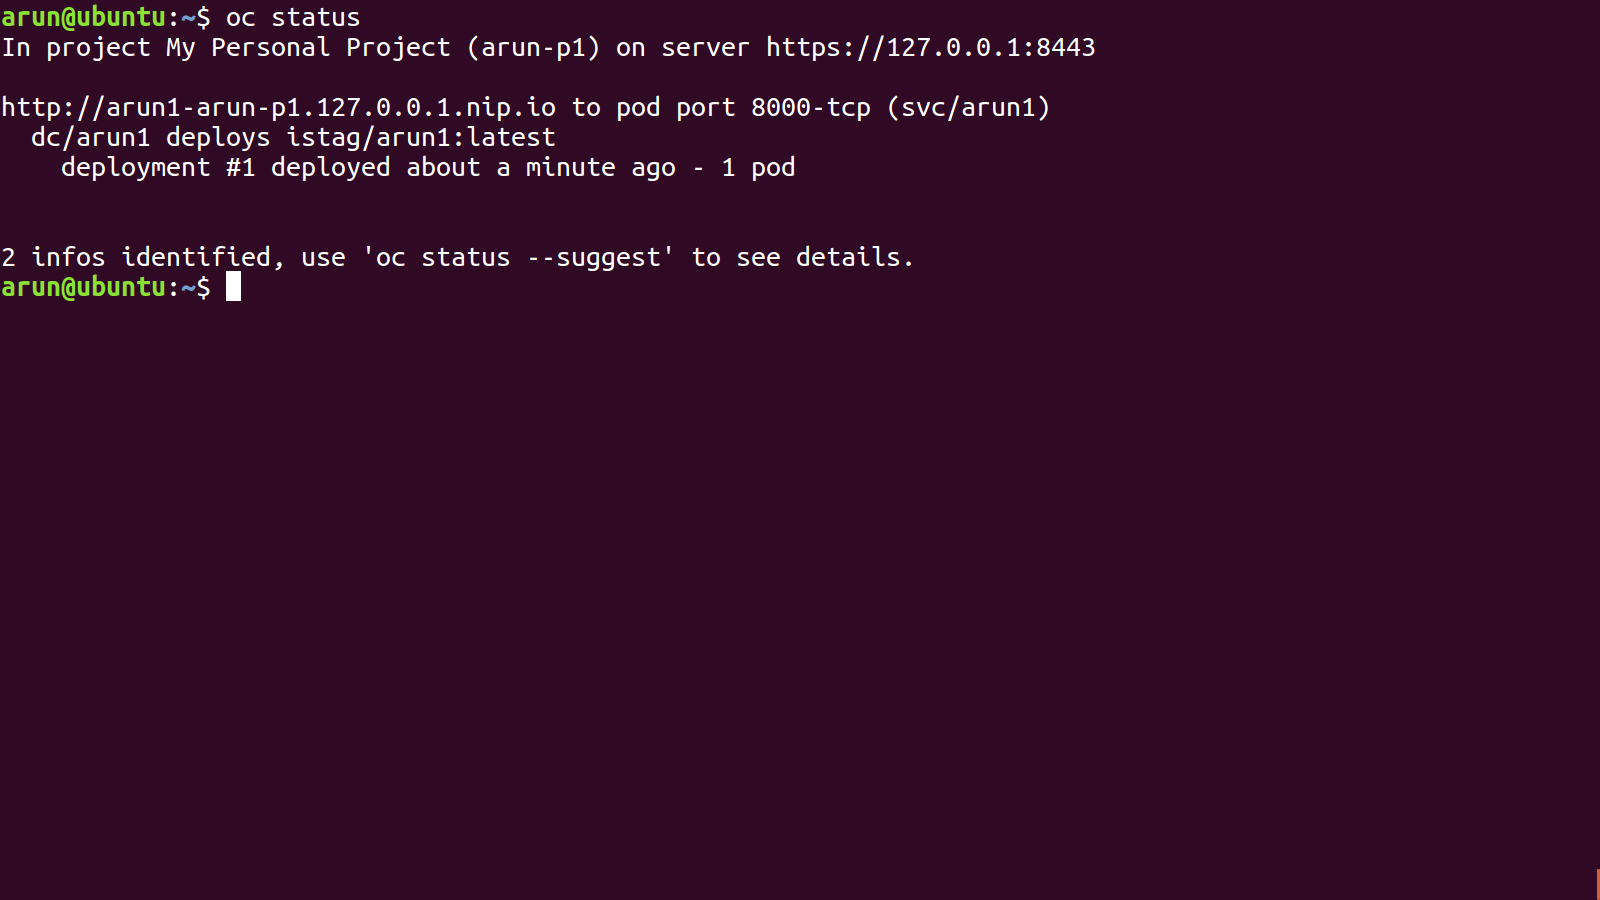 arun@ubuntu:~$ oc status
In project My Personal Project (arun-p1) on server https://127.0.0.1:8443
http://arun1-arun-p1.127.0.0.1.nip.io to pod port 8000-tcp (svc/arun1)
dc/arun1 deploys istag/arun1:latest
deployment #1 deployed about a minute ago - 1 pod
2 infos identified, use 'oc status --suggest' to see details.
arun@ubuntu:~$